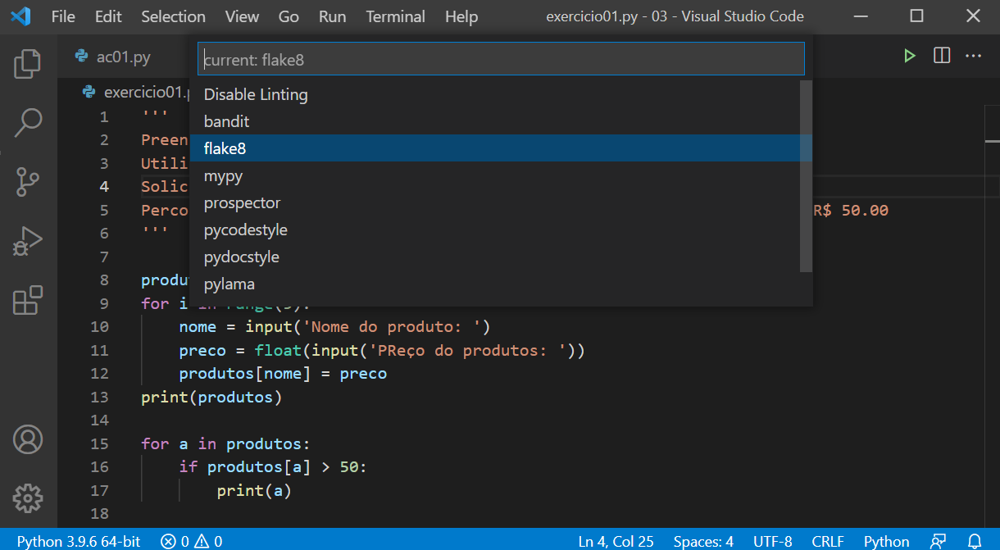 File Edit Selection View Go Run Terminal Help exercicio01.py - 03 - Visual Studio Code
ac01.py
current: flake8
exercicio01.
Disable Linting
bandit
flake8
mypy
prospector
pycodestyle
pydocstyle
pylama
1 '''
2 Preen
3 Utili
4 Solic
5 Perco R$ 50.00
6 '''
7
8 produ
9 for i in range(5):
10 nome = input('Nome do produto: ')
11 preco = float(input('PReço do produtos: '))
12 produtos[nome] = preco
13 print(produtos)
14
15 for a in produtos:
16 if produtos[a] > 50:
17 print(a)
18
Python 3.9.6 64-bit 0 0 Ln 4, Col 25 Spaces: 4 UTF-8 CRLF Python